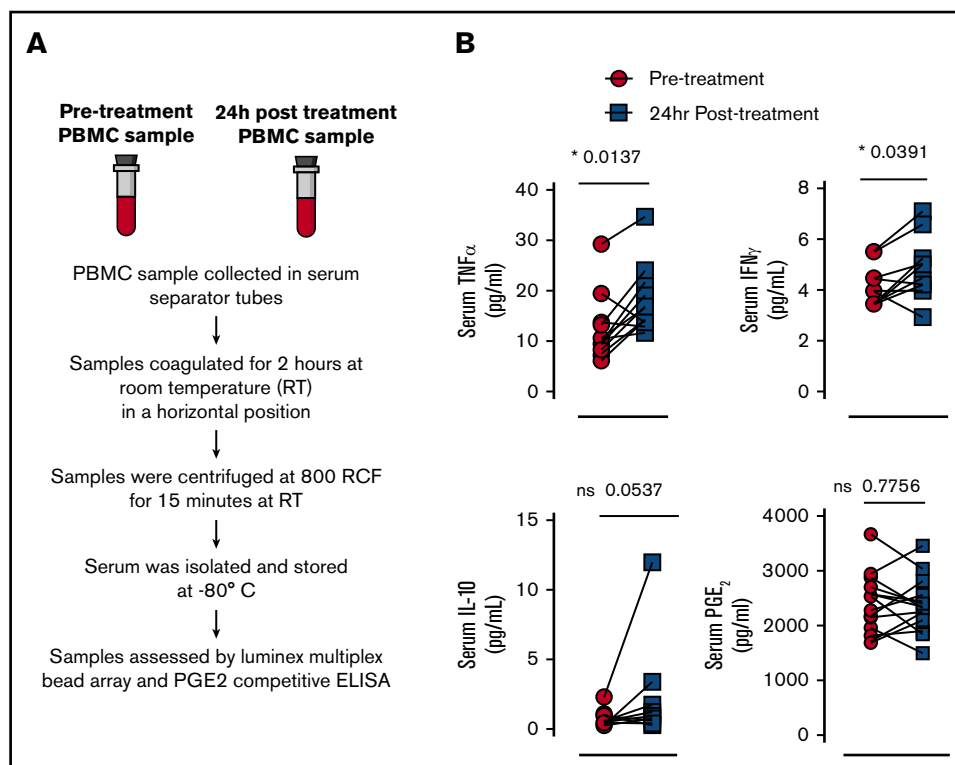 A
Pre-treatment
PBMC sample
24h post treatment
PBMC sample
PBMC sample collected in serum
separator tubes
Samples coagulated for 2 hours at
room temperature (RT)
in a horizontal position
Samples were centrifuged at 800 RCF
for 15 minutes at RT
Serum was isolated and stored
at -80° C
Samples assessed by luminex multiplex
bead array and PGE2 competitive ELISA
B
Pre-treatment
24hr Post-treatment
* 0.0137
Serum TNFα
(pg/ml)
40
30
20
10
0
* 0.0391
Serum IFNγ
(pg/mL)
8
6
4
2
0
ns 0.0537
Serum IL-10
(pg/mL)
15
10
5
0
ns 0.7756
Serum PGE₂
(pg/ml)
4000
3000
2000
1000
0